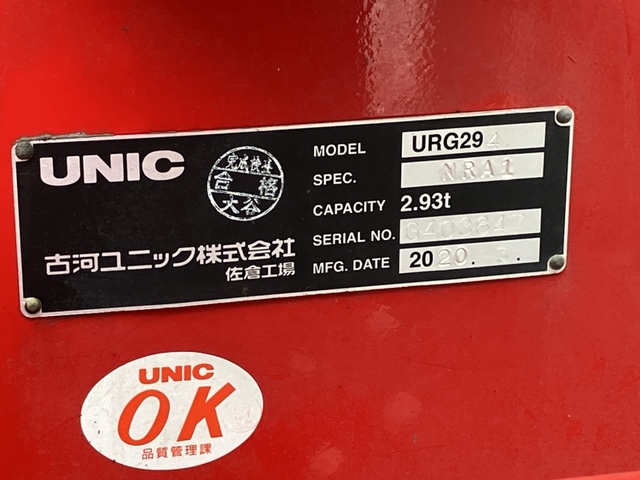 UNIC
完成検査
合格
大谷
古河ユニック株式会社
佐倉工場
MODEL URG294
SPEC. NRA1
CAPACITY 2.93t
SERIAL NO. G403647
MFG. DATE 2020. 3.
UNIC
OK
品質管理課